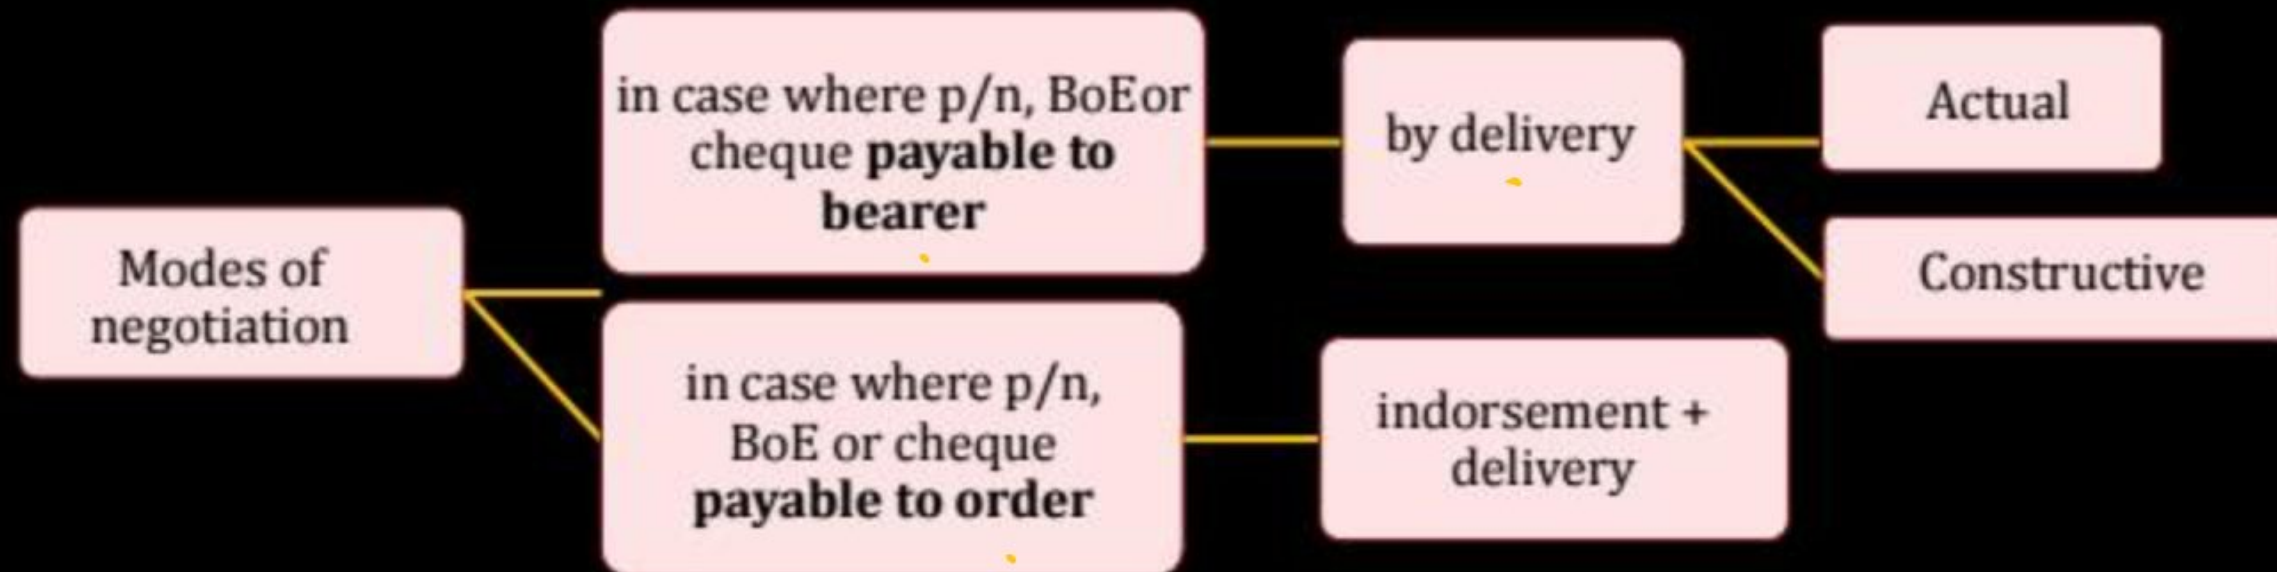 Modes of
negotiation
in case where p/n, BoEor
cheque payable to
bearer
by delivery
Actual
Constructive
in case where p/n,
BoE or cheque
payable to order
indorsement +
delivery